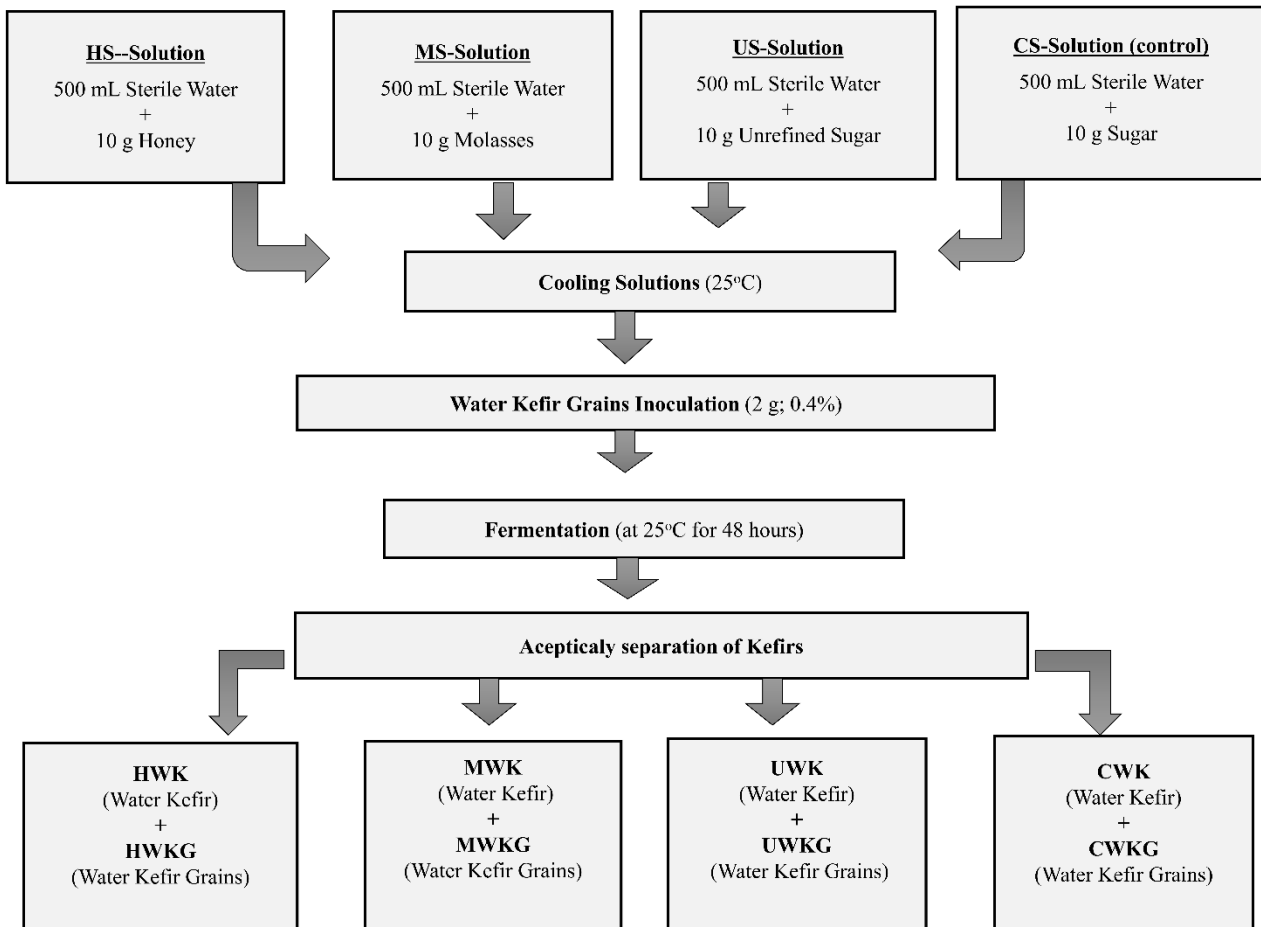 HS--Solution
500 mL Sterile Water
+
10 g Honey
MS-Solution
500 mL Sterile Water
+
10 g Molasses
US-Solution
500 mL Sterile Water
+
10 g Unrefined Sugar
CS-Solution (control)
500 mL Sterile Water
+
10 g Sugar
Cooling Solutions (25°C)
Water Kefir Grains Inoculation (2 g; 0.4%)
Fermentation (at 25°C for 48 hours)
Acepticaly separation of Kefirs
HWK
(Water Kefir)
+
HWKG
(Water Kefir Grains)
MWK
(Water Kefir)
+
MWKG
(Water Kefir Grains)
UWK
(Water Kefir)
+
UWKG
(Water Kefir Grains)
CWK
(Water Kefir)
+
CWKG
(Water Kefir Grains)